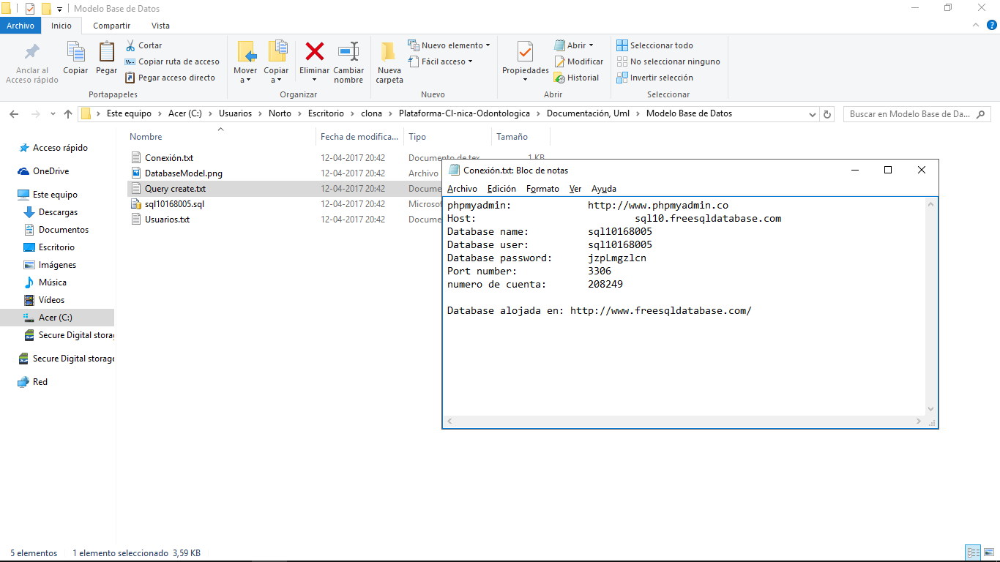 Modelo Base de Datos
Archivo Inicio Compartir Vista
Anclar al Acceso rápido
Copiar
Pegar
Cortar
Copiar ruta de acceso
Pegar acceso directo
Portapapeles
Mover a
Copiar a
Eliminar
Cambiar nombre
Organizar
Nueva carpeta
Nuevo elemento
Fácil acceso
Nuevo
Propiedades
Abrir
Modificar
Historial
Abrir
Seleccionar todo
No seleccionar ninguno
Invertir selección
Seleccionar
Este equipo > Acer (C:) > Usuarios > Norto > Escritorio > clona > Plataforma-Cl-nica-Odontologica > Documentación, Uml > Modelo Base de Datos
Buscar en Modelo Base de Da...
Acceso rápido
OneDrive
Este equipo
Descargas
Documentos
Escritorio
Imágenes
Música
Vídeos
Acer (C:)
Secure Digital storag
Secure Digital storage
Red
Nombre Fecha de modifica... Tipo Tamaño
Conexión.txt 12-04-2017 20:42 Documento de tex 1 KB
DatabaseModel.png 12-04-2017 20:42 Archivo
Query create.txt 12-04-2017 20:42 Docume
sql10168005.sql 12-04-2017 20:42 Microsof
Usuarios.txt 12-04-2017 20:42 Docume
Conexión.txt: Bloc de notas
Archivo Edición Formato Ver Ayuda
phpmyadmin: http://www.phpmyadmin.co
Host: sql10.freesqldatabase.com
Database name: sql10168005
Database user: sql10168005
Database password: jzpLmgzlcn
Port number: 3306
numero de cuenta: 208249
Database alojada en: http://www.freesqldatabase.com/
5 elementos 1 elemento seleccionado 3,59 KB